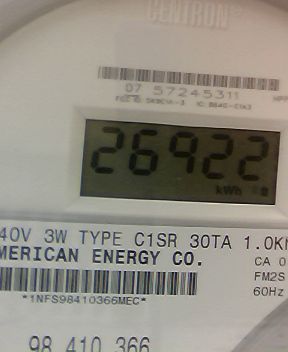 CENTRON®
07 57245311
26922
kWh
40V 3W TYPE C1SR 30TA 1.0K
MERICAN ENERGY CO.
CA 0
FM2S
60Hz
*1NFS98410366MEC*
98 410 366